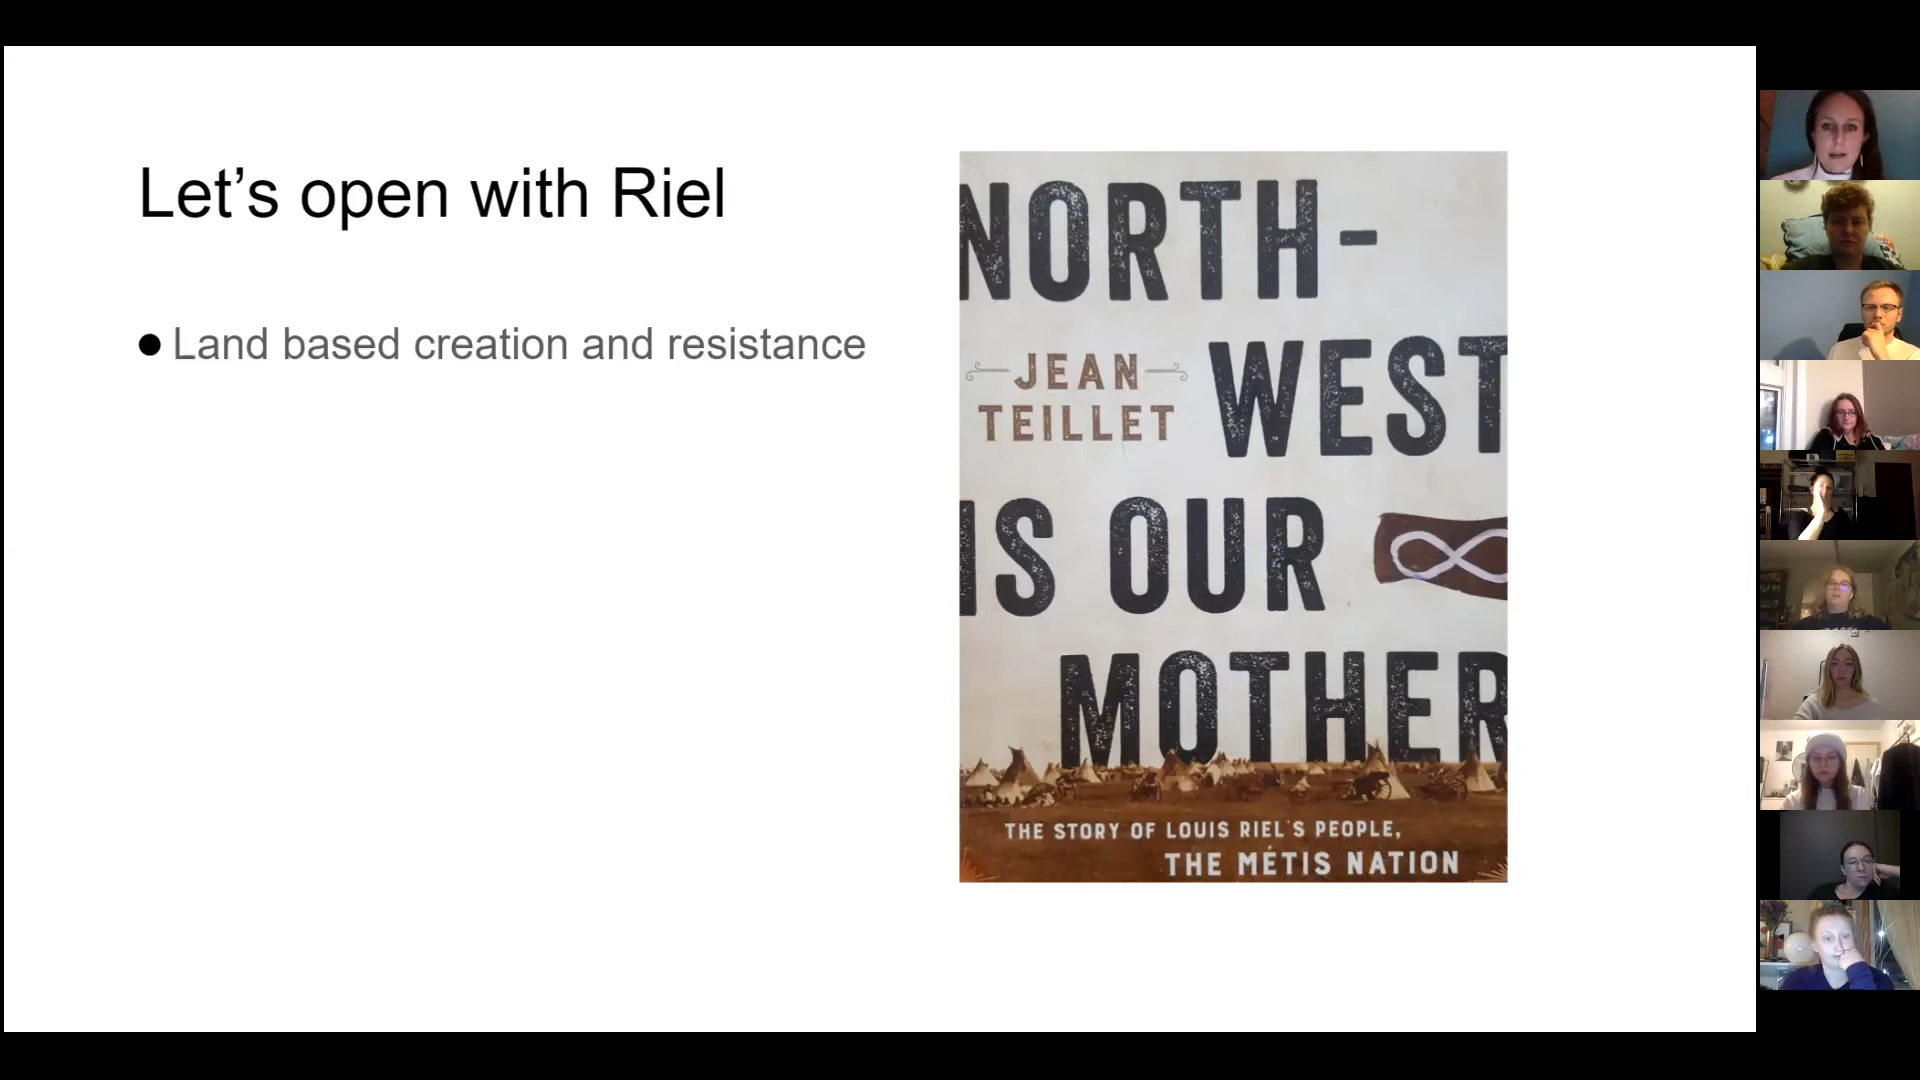 Let’s open with Riel
● Land based creation and resistance
NORTH-
JEAN
TEILLET
WEST
IS OUR
MOTHER
THE STORY OF LOUIS RIEL'S PEOPLE,
THE MÉTIS NATION